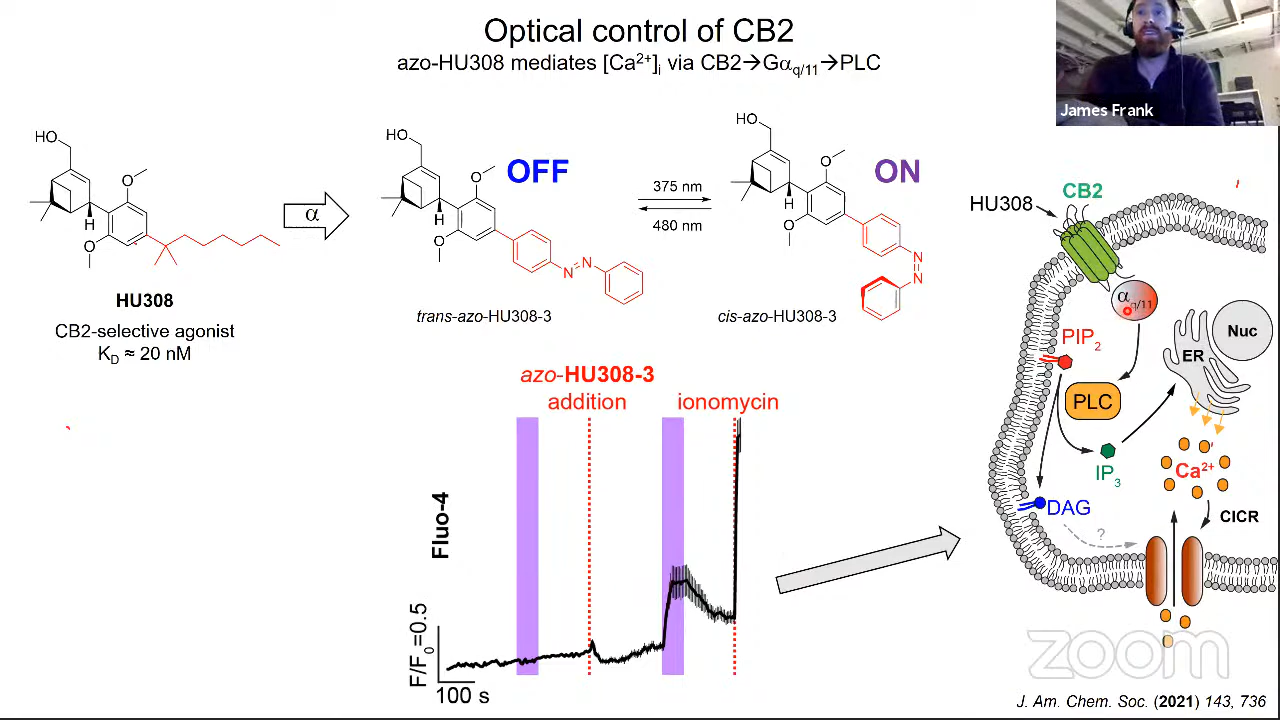 Optical control of CB2
azo-HU308 mediates [Ca²⁺]ᵢ via CB2→Gα_q/11→PLC
James Frank
HO
O
O
H
HU308
CB2-selective agonist
K_D ≈ 20 nM
α
HO
O
OFF
H
O
N
N
trans-azo-HU308-3
375 nm
480 nm
HO
O
ON
H
O
N
N
cis-azo-HU308-3
azo-HU308-3
addition
ionomycin
Fluo-4
F/F₀=0.5
100 s
HU308
CB2
α_q/11
PIP₂
PLC
ER
Nuc
IP₃
Ca²⁺
DAG
?
CICR
zoom
J. Am. Chem. Soc. (2021) 143, 736